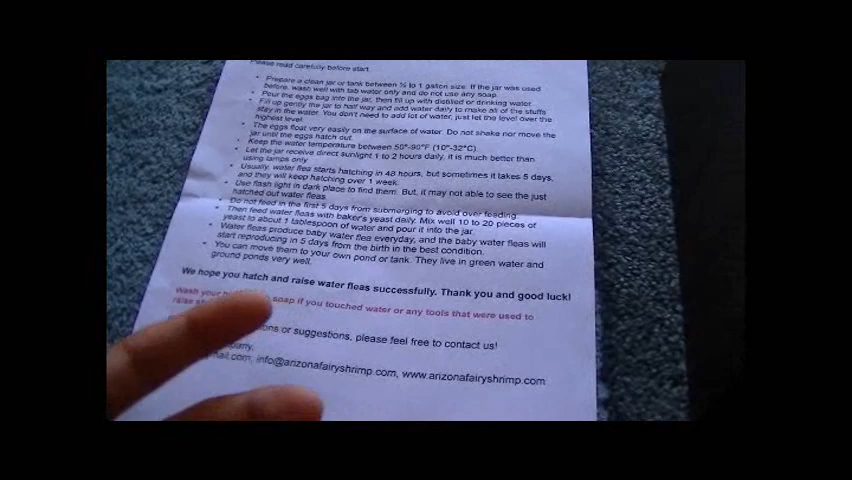 Please read carefully before start.
• Prepare a clean jar or tank between ½ to 1 gallon size. If the jar was used
before, wash well with tab water only and do not use any soap.
• Pour the eggs bag into the jar, then fill up with distilled or drinking water.
• Fill up gently the jar to half way and add water daily to make all of the stuffs
stay in the water. You don't need to add lot of water, just let the level over the
highest level.
• The eggs float very easily on the surface of water. Do not shake nor move the
jar until the eggs hatch out.
• Keep the water temperature between 50°-90°F (10°-32°C).
• Let the jar receive direct sunlight 1 to 2 hours daily, it is much better than
using lamps only.
• Usually, water flea starts hatching in 48 hours, but sometimes it takes 5 days,
and they will keep hatching over 1 week.
• Use flash light in dark place to find them. But, it may not able to see the just
hatched out water fleas.
• Do not feed in the first 5 days from submerging to avoid over feeding.
• Then feed water fleas with baker's yeast daily. Mix well 10 to 20 pieces of
yeast to about 1 tablespoon of water and pour it into the jar.
• Water fleas produce baby water flea everyday, and the baby water fleas will
start reproducing in 5 days from the birth in the best condition.
• You can move them to your own pond or tank. They live in green water and
ground ponds very well.
We hope you hatch and raise water fleas successfully. Thank you and good luck!
Wash your soap if you touched water or any tools that were used to
raise
or suggestions, please feel free to contact us!
mail.com, info@arizonafairyshrimp.com, www.arizonafairyshrimp.com